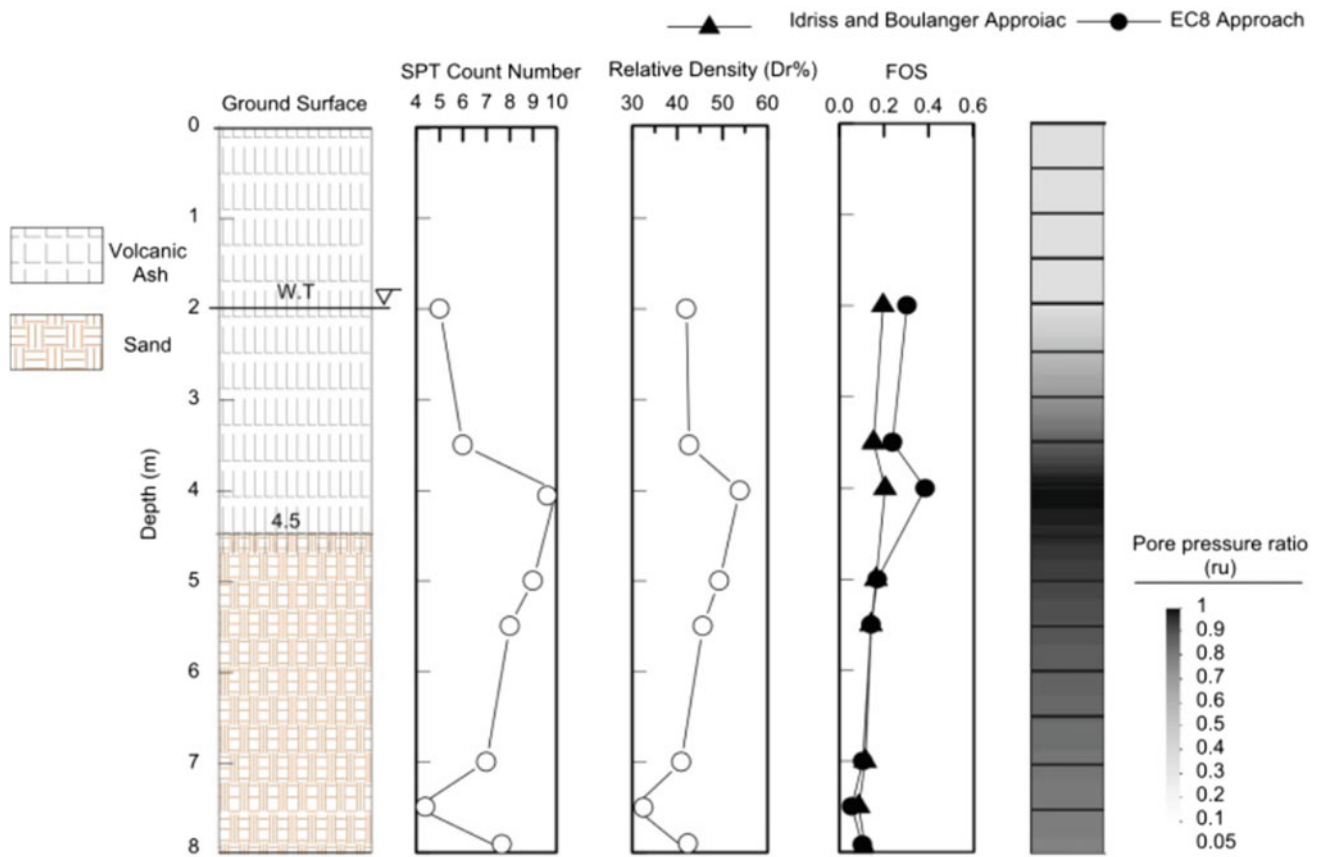 Idriss and Boulanger Approiac EC8 Approach
SPT Count Number Relative Density (Dr%) FOS
Ground Surface 4 5 6 7 8 9 10 30 40 50 60 0.0 0.2 0.4 0.6
0
1
Volcanic
Ash
W.T
2
Sand
3
Depth (m)
4
4.5
5
6
7
8
Pore pressure ratio
(ru)
1
0.9
0.8
0.7
0.6
0.5
0.4
0.3
0.2
0.1
0.05